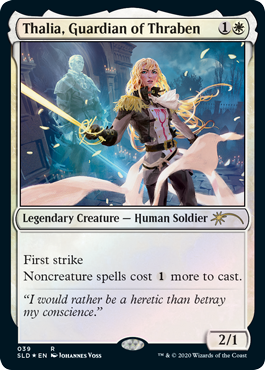 Thalia, Guardian of Thraben 1
Legendary Creature — Human Soldier
First strike
Noncreature spells cost 1 more to cast.
“I would rather be a heretic than betray
my conscience.”
2/1
039 R
SLD ★ EN Johannes Voss
™ & © 2020 Wizards of the Coast